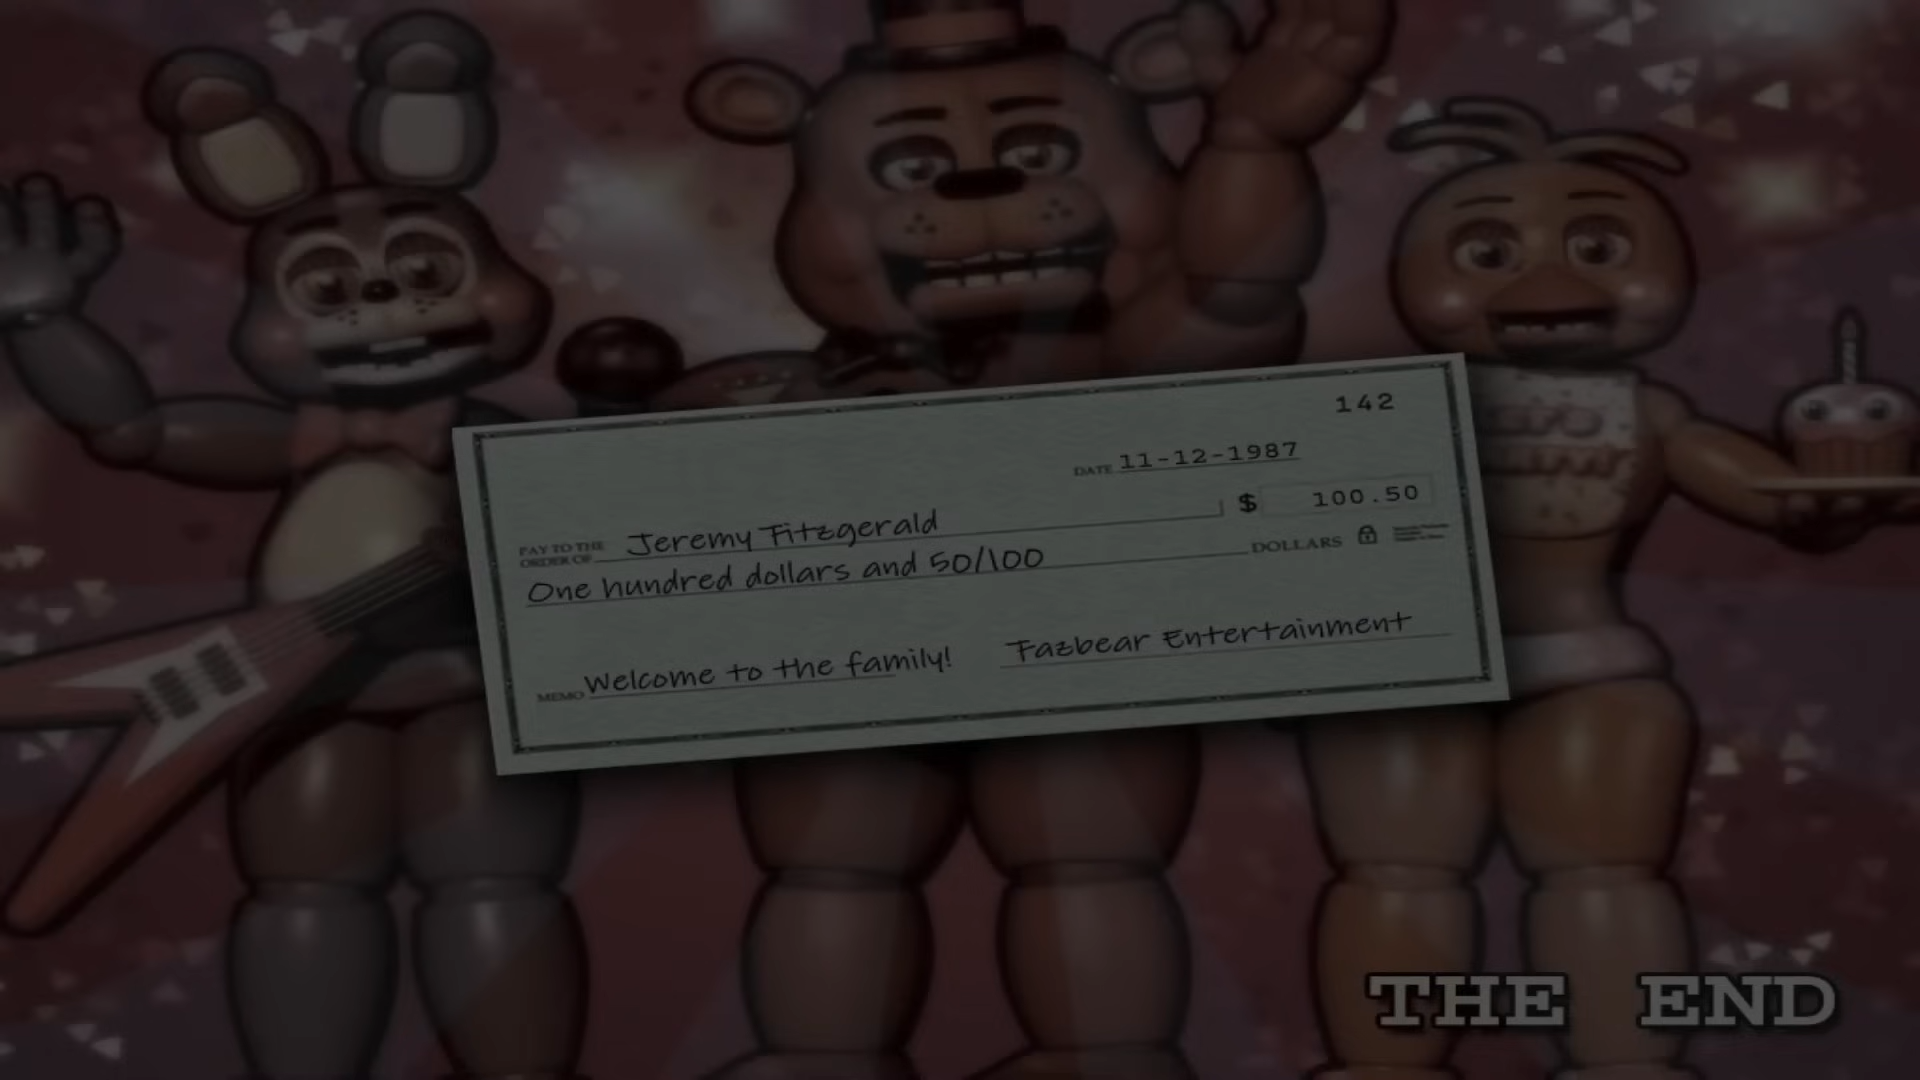 142
DATE 11-12-1987
PAY TO THE
ORDER OF Jeremy Fitzgerald $ 100.50
One hundred dollars and 50/100 DOLLARS
MEMO Welcome to the family! Fazbear Entertainment
THE END